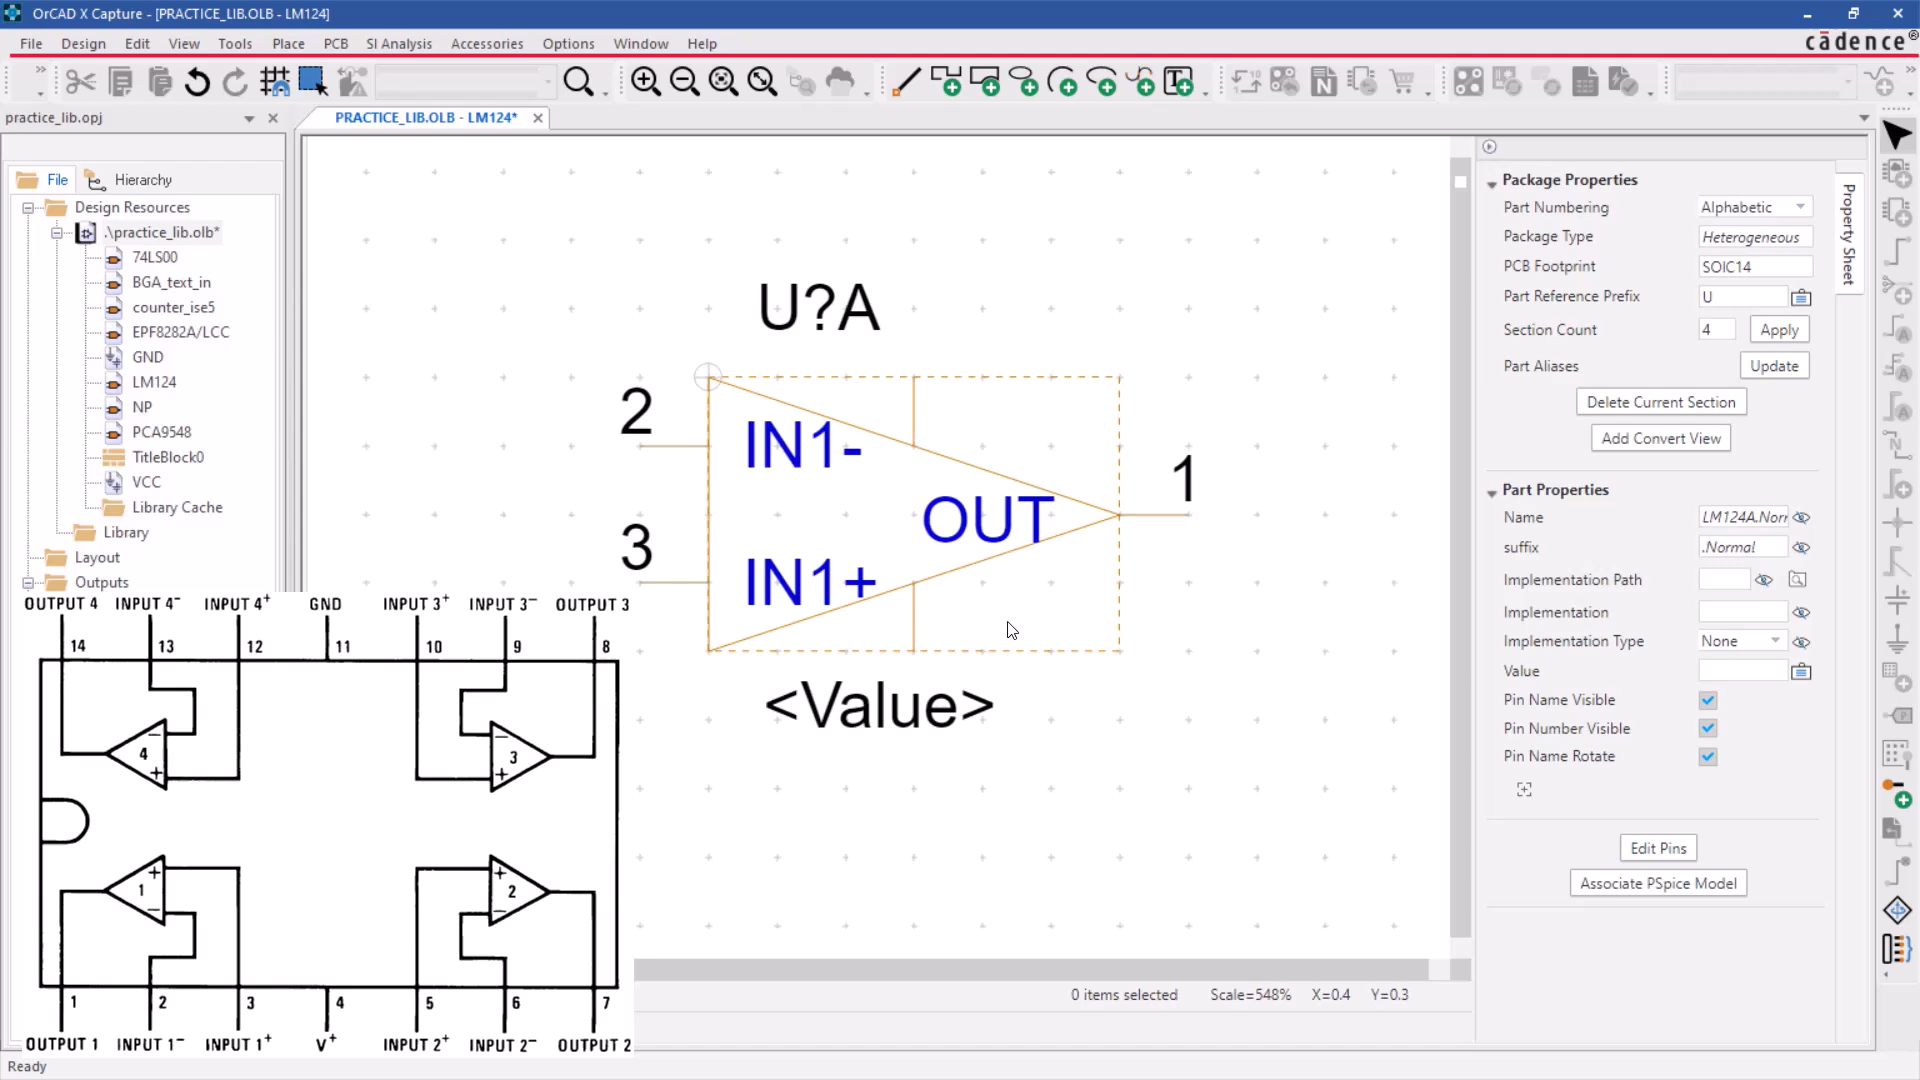 OrCAD X Capture - [PRACTICE_LIB.OLB - LM124]
File Design Edit View Tools Place PCB SI Analysis Accessories Options Window Help
cādence®
practice_lib.opj
PRACTICE_LIB.OLB - LM124*
File Hierarchy
Design Resources
.\practice_lib.olb*
74LS00
BGA_text_in
counter_ise5
EPF8282A/LCC
GND
LM124
NP
PCA9548
TitleBlock0
VCC
Library Cache
Library
Layout
Outputs
U?A
2
IN1-
1
OUT
3
IN1+
<Value>
OUTPUT 4 INPUT 4- INPUT 4+ GND INPUT 3+ INPUT 3- OUTPUT 3
14 13 12 11 10 9 8
4 - +
3 - +
1 + -
2 + -
1 2 3 4 5 6 7
OUTPUT 1 INPUT 1- INPUT 1+ V+ INPUT 2+ INPUT 2- OUTPUT 2
Package Properties
Part Numbering Alphabetic
Package Type Heterogeneous
PCB Footprint SOIC14
Part Reference Prefix U
Section Count 4 Apply
Part Aliases Update
Delete Current Section
Add Convert View
Part Properties
Name LM124A.Norr
suffix .Normal
Implementation Path
Implementation
Implementation Type None
Value
Pin Name Visible
Pin Number Visible
Pin Name Rotate
Edit Pins
Associate PSpice Model
Property Sheet
0 items selected Scale=548% X=0.4 Y=0.3
Ready